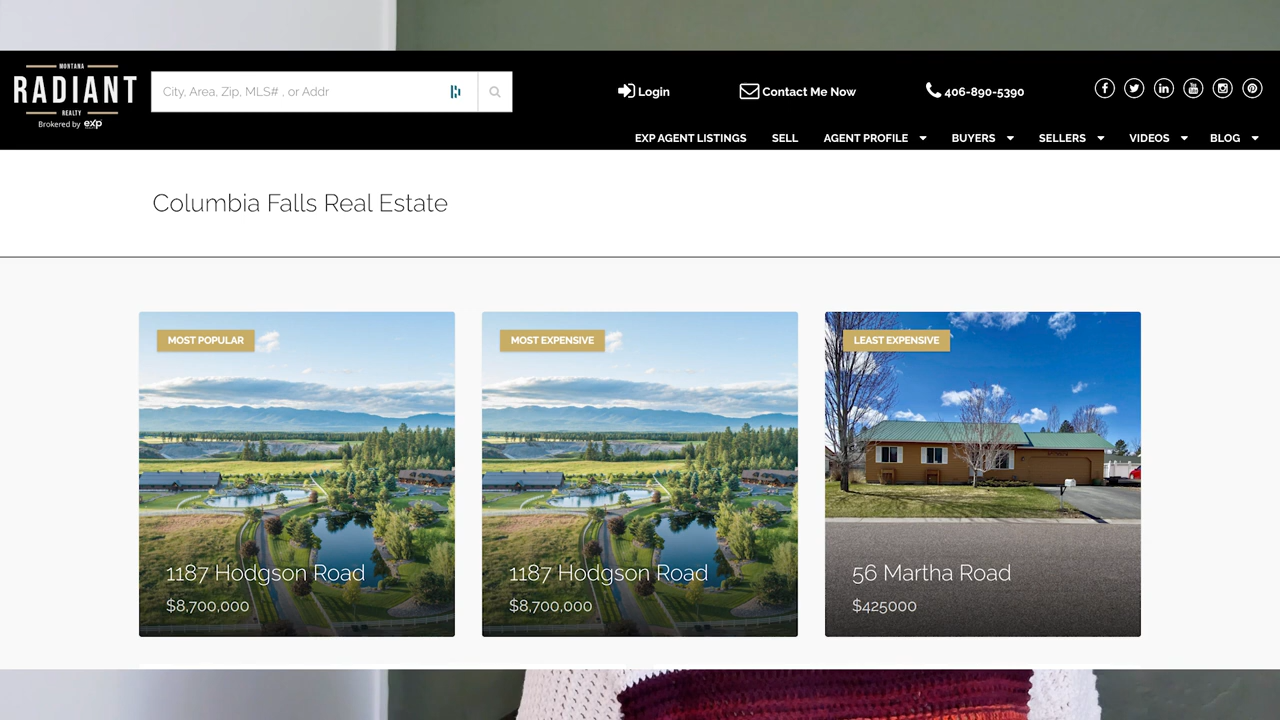 MONTANA
RADIANT
REALTY
Brokered by eXp
City, Area, Zip, MLS# , or Addr
Login
Contact Me Now
406-890-5390
EXP AGENT LISTINGS
SELL
AGENT PROFILE
BUYERS
SELLERS
VIDEOS
BLOG
Columbia Falls Real Estate
MOST POPULAR
1187 Hodgson Road
$8,700,000
MOST EXPENSIVE
1187 Hodgson Road
$8,700,000
LEAST EXPENSIVE
56 Martha Road
$425000